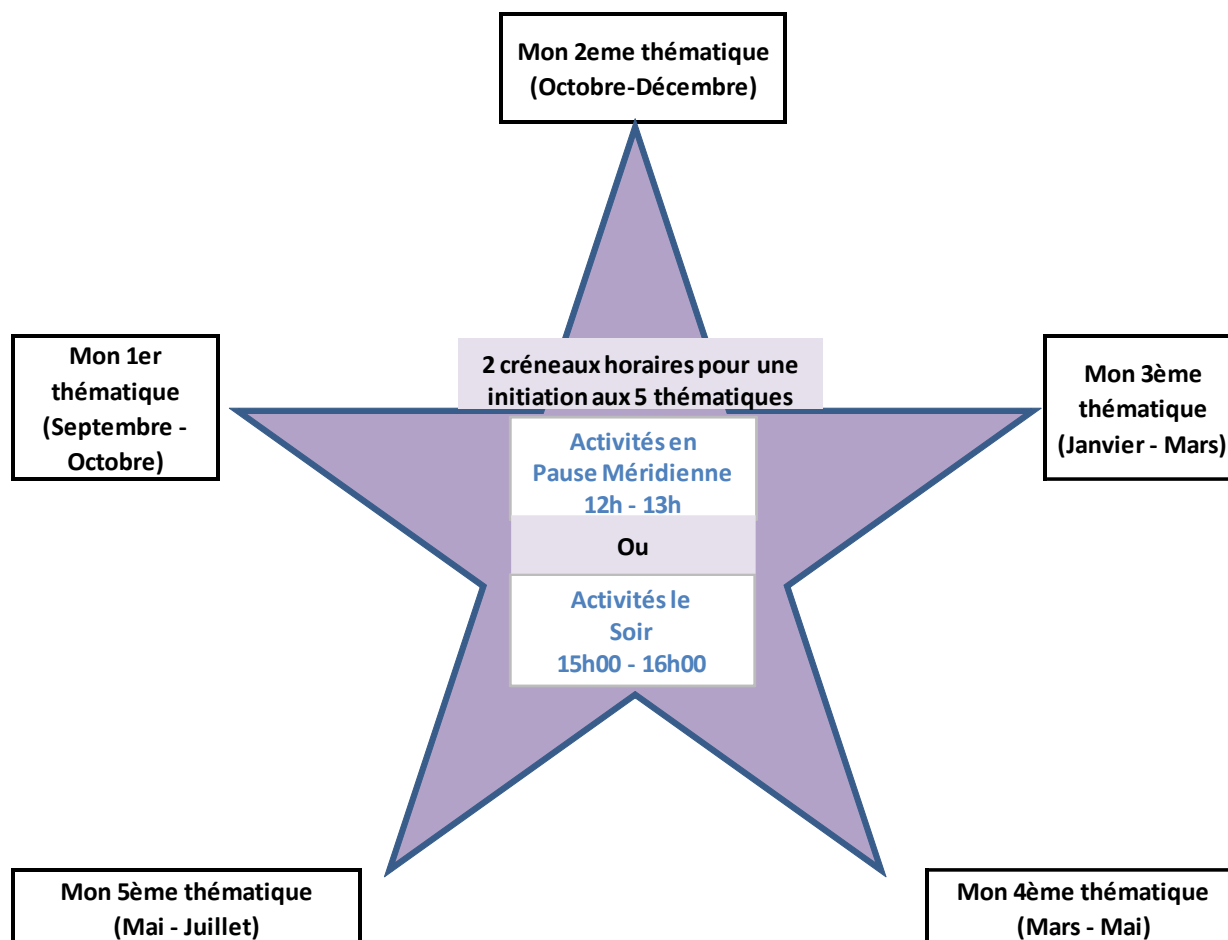 Mon 2eme thématique
(Octobre-Décembre)
Mon 1er
thématique
(Septembre -
Octobre)
2 créneaux horaires pour une
initiation aux 5 thématiques
Mon 3ème
thématique
(Janvier - Mars)
Activités en
Pause Méridienne
12h - 13h
Ou
Activités le
Soir
15h00 - 16h00
Mon 5ème thématique
(Mai - Juillet)
Mon 4ème thématique
(Mars - Mai)